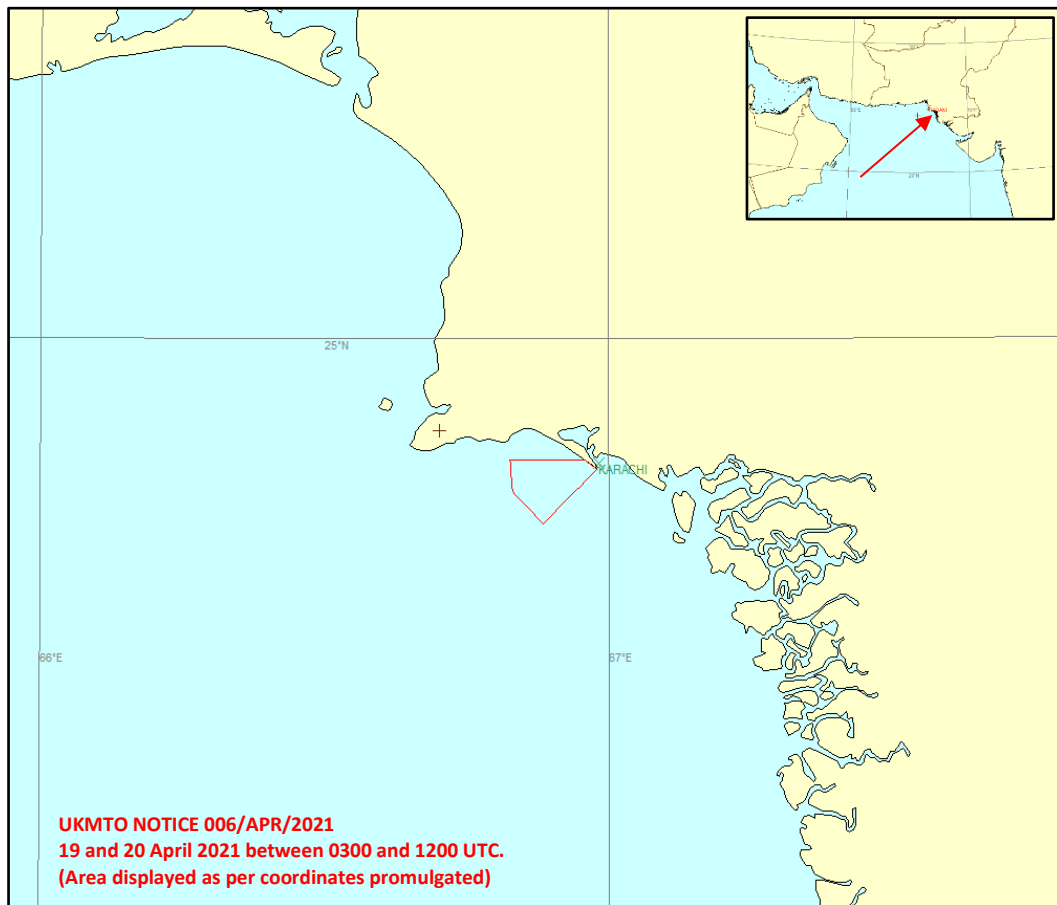 25°N
KARACHI
66°E
67°E
UKMTO NOTICE 006/APR/2021
19 and 20 April 2021 between 0300 and 1200 UTC.
(Area displayed as per coordinates promulgated)